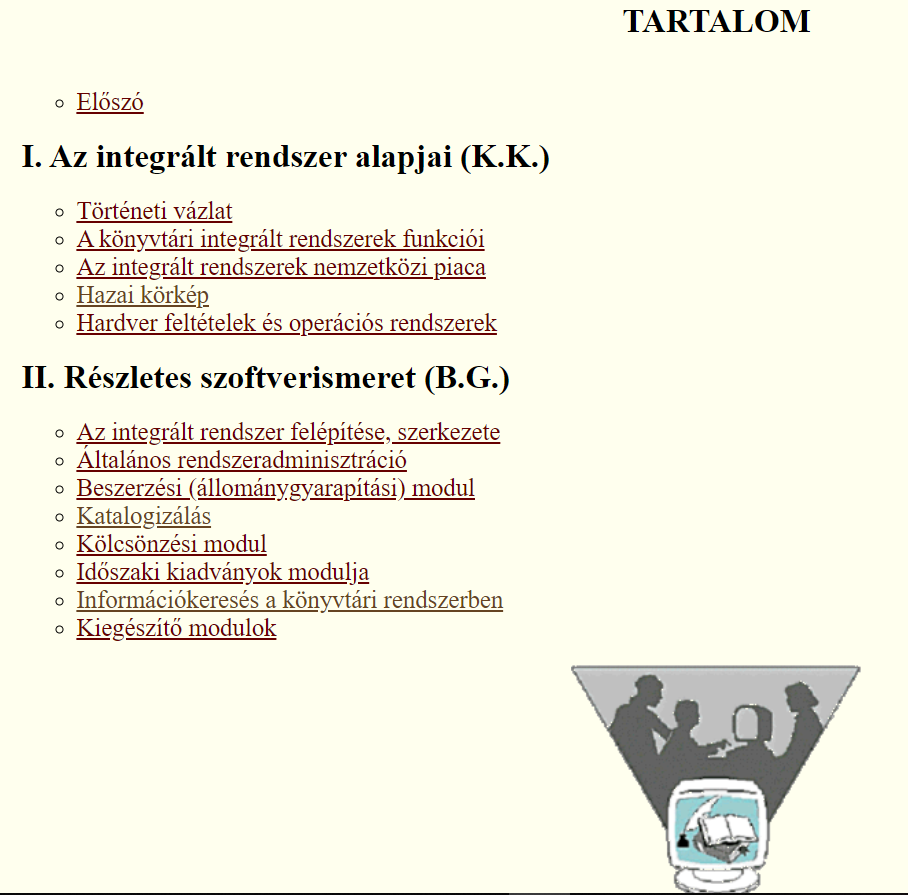 TARTALOM
Előszó
I. Az integrált rendszer alapjai (K.K.)
Történeti vázlat
A könyvtári integrált rendszerek funkciói
Az integrált rendszerek nemzetközi piaca
Hazai körkép
Hardver feltételek és operációs rendszerek
II. Részletes szoftverismeret (B.G.)
Az integrált rendszer felépítése, szerkezete
Általános rendszeradminisztráció
Beszerzési (állománygyarapítási) modul
Katalogizálás
Kölcsönzési modul
Időszaki kiadványok modulja
Információkeresés a könyvtári rendszerben
Kiegészítő modulok